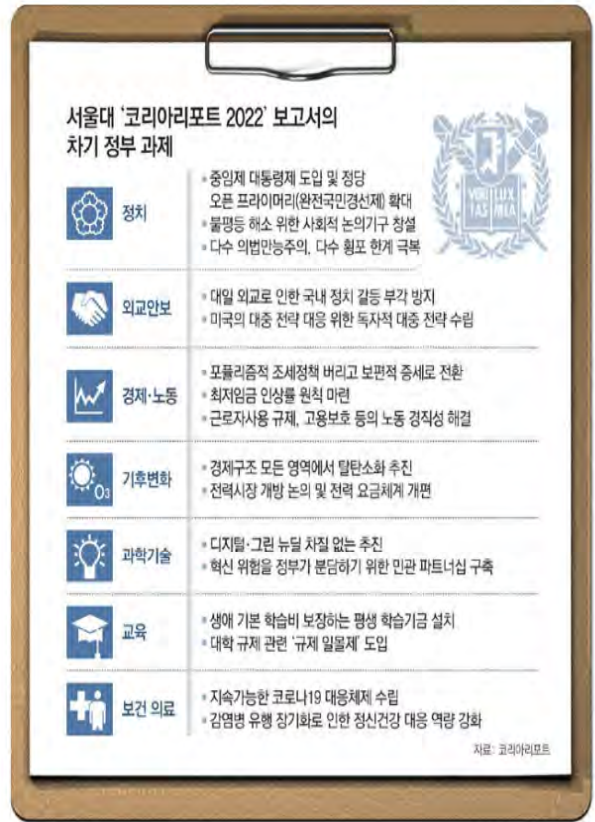 서울대 '코리아리포트 2022' 보고서의
차기 정부 과제
VERI LUX
TAS MEA
정치
중임제 대통령제 도입 및 정당
오픈 프라이머리(완전국민경선제) 확대
불평등 해소 위한 사회적 논의기구 창설
다수 의법만능주의, 다수 횡포 한계 극복
외교안보
대일 외교로 인한 국내 정치 갈등 부각 방지
미국의 대중 전략 대응 위한 독자적 대중 전략 수립
경제·노동
포퓰리즘적 조세정책 버리고 보편적 증세로 전환
최저임금 인상률 원칙 마련
근로자사용 규제, 고용보호 등의 노동 경직성 해결
O3
기후변화
경제구조 모든 영역에서 탈탄소화 추진
전력시장 개방 논의 및 전력 요금체계 개편
과학기술
디지털·그린 뉴딜 차질 없는 추진
혁신 위험을 정부가 분담하기 위한 민관 파트너십 구축
교육
생애 기본 학습비 보장하는 평생 학습기금 설치
대학 규제 관련 '규제 일몰제' 도입
보건 의료
지속가능한 코로나19 대응체제 수립
감염병 유행 장기화로 인한 정신건강 대응 역량 강화
자료: 코리아리포트